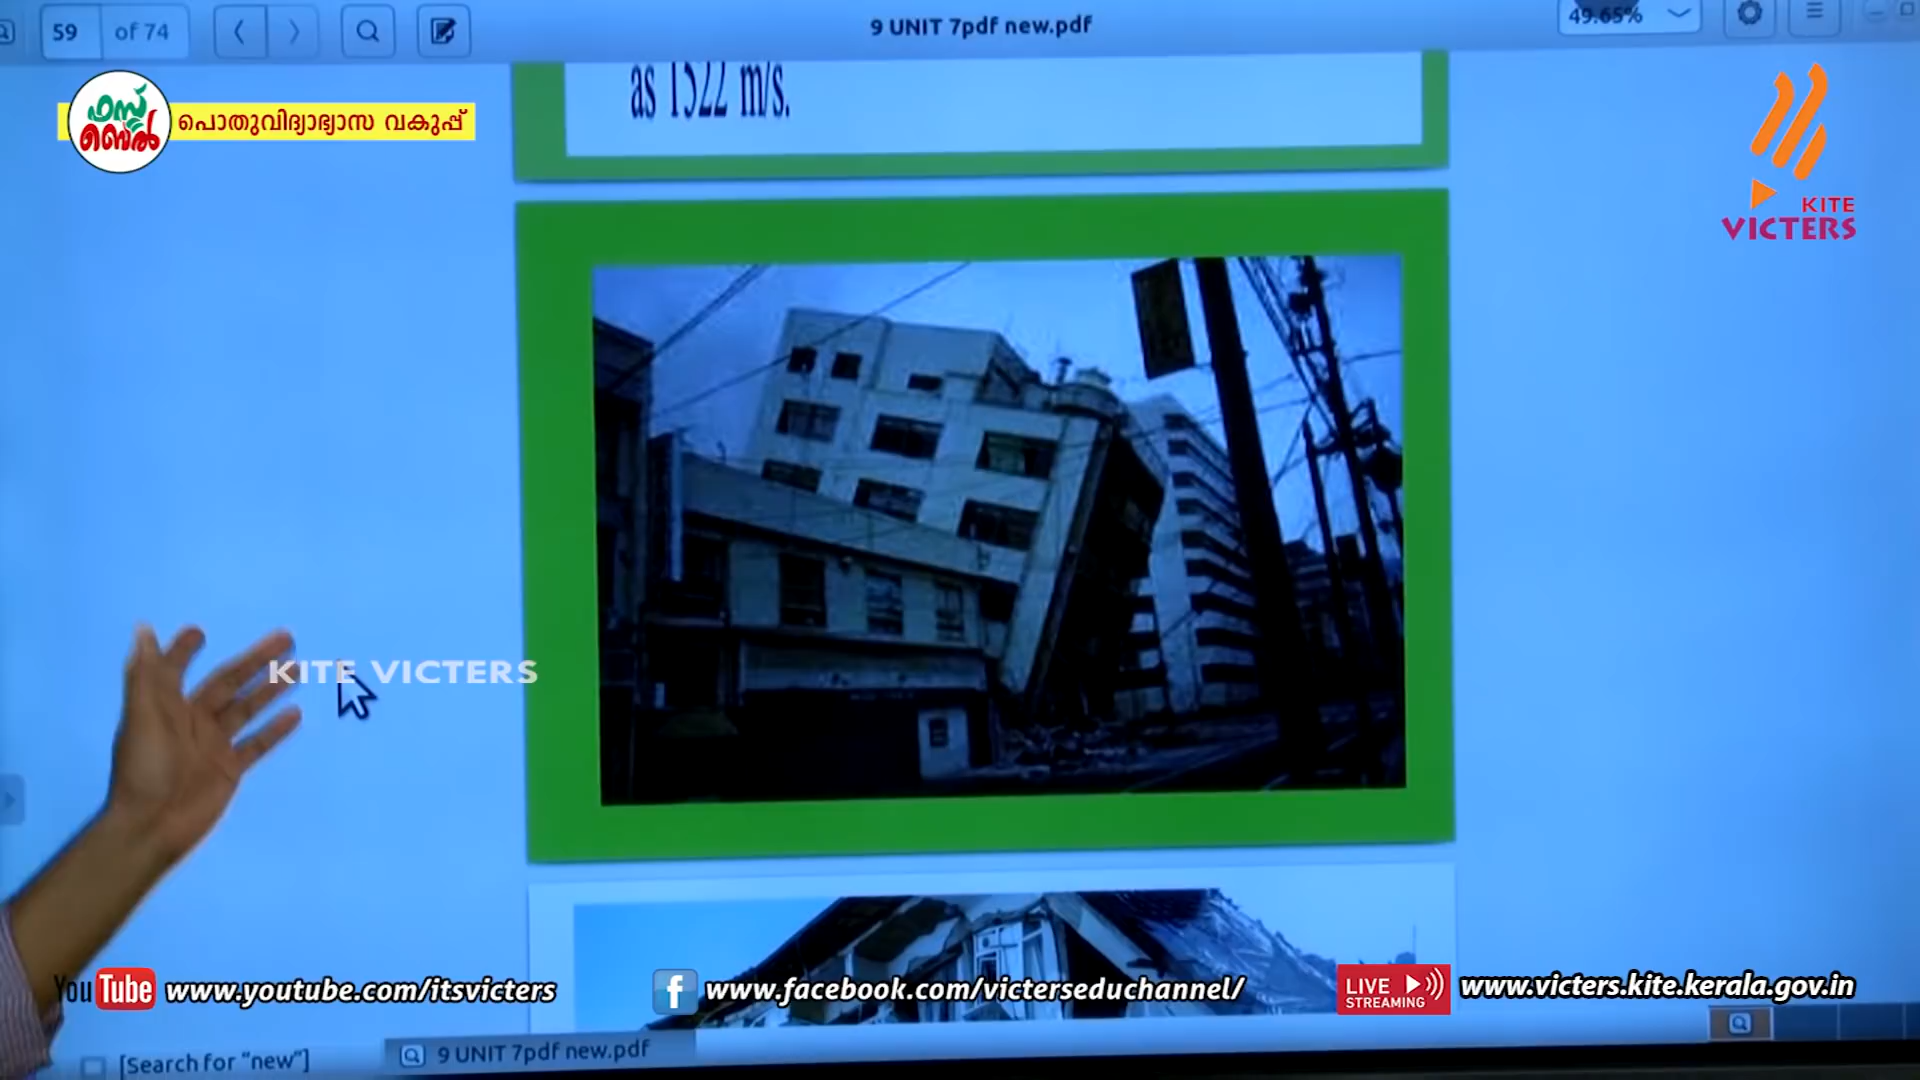 59 of 74
9 UNIT 7pdf new.pdf
49.65%
as 1522 m/s.
ഫസ്റ്റ്
ബെൽ
പൊതുവിദ്യാഭ്യാസ വകുപ്പ്
KITE
VICTERS
KITE VICTERS
YouTube www.youtube.com/itsvicters
f www.facebook.com/victerseduchannel/
LIVE
STREAMING
www.victers.kite.kerala.gov.in
[Search for "new"]
9 UNIT 7pdf new.pdf